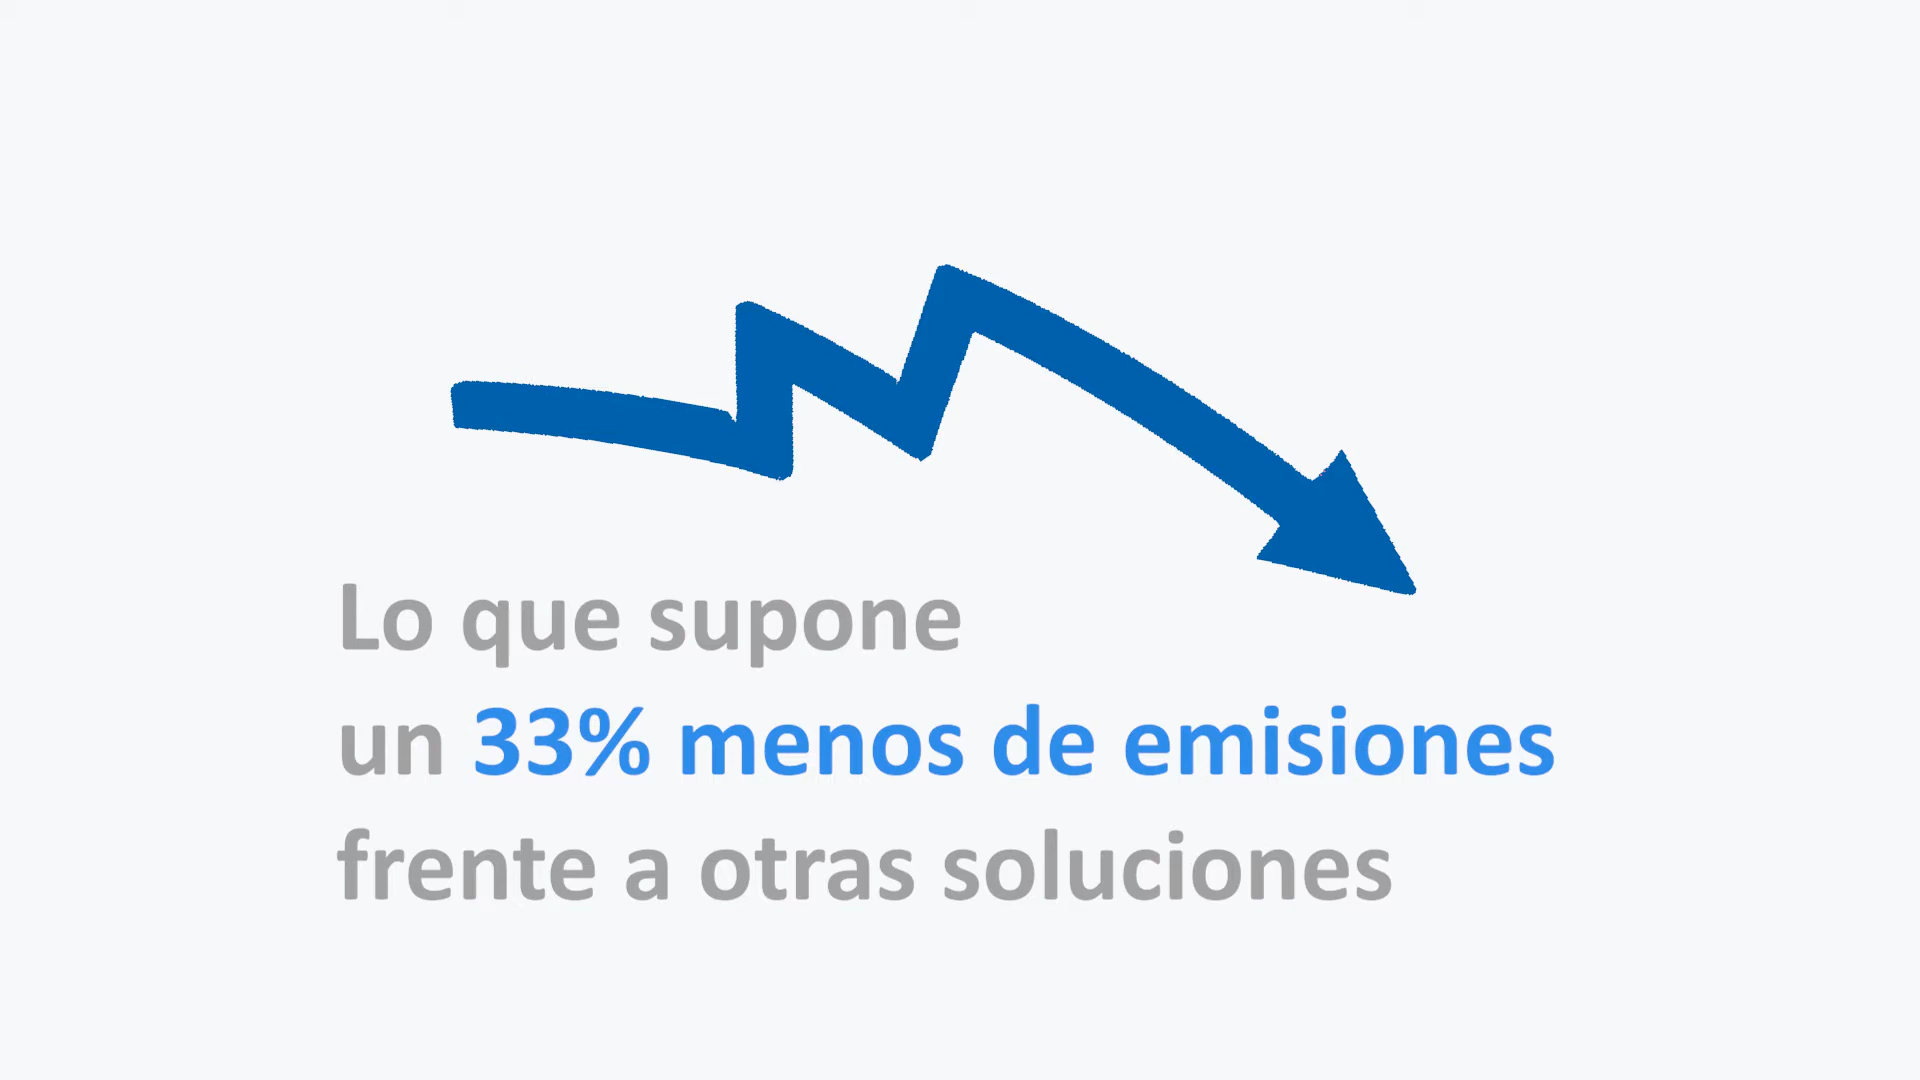 Lo que supone
un 33% menos de emisiones
frente a otras soluciones